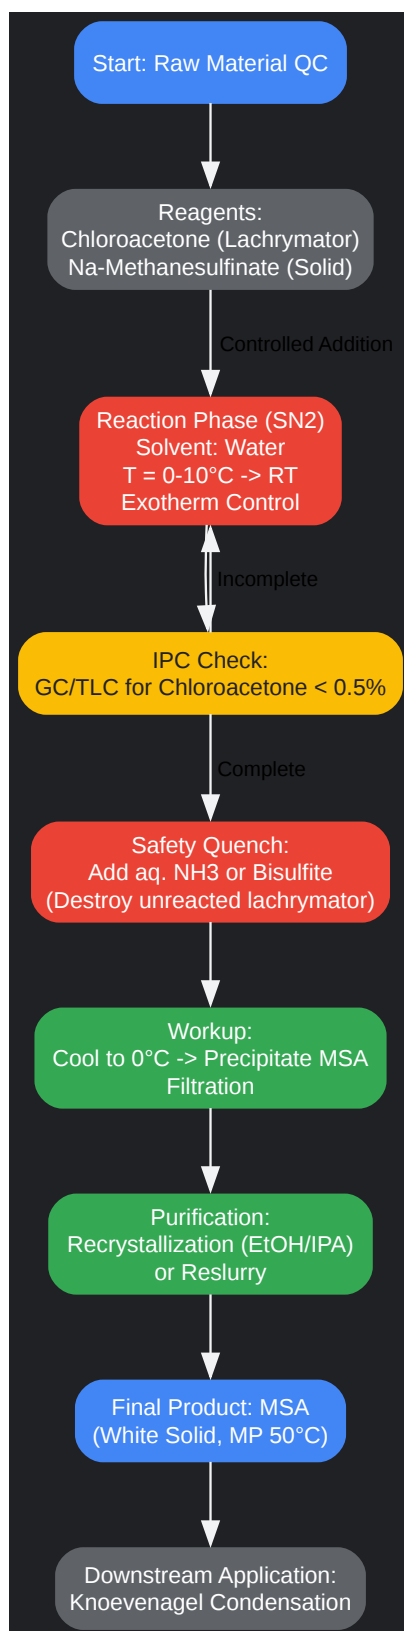 Start: Raw Material QC
Reagents:
Chloroacetone (Lachrymator)
Na-Methanesulfinate (Solid)
Controlled Addition
Reaction Phase (SN2)
Solvent: Water
T = 0-10°C -> RT
Exotherm Control
Incomplete
IPC Check:
GC/TLC for Chloroacetone < 0.5%
Complete
Safety Quench:
Add aq. NH3 or Bisulfite
(Destroy unreacted lachrymator)
Workup:
Cool to 0°C -> Precipitate MSA
Filtration
Purification:
Recrystallization (EtOH/IPA)
or Reslurry
Final Product: MSA
(White Solid, MP 50°C)
Downstream Application:
Knoevenagel Condensation